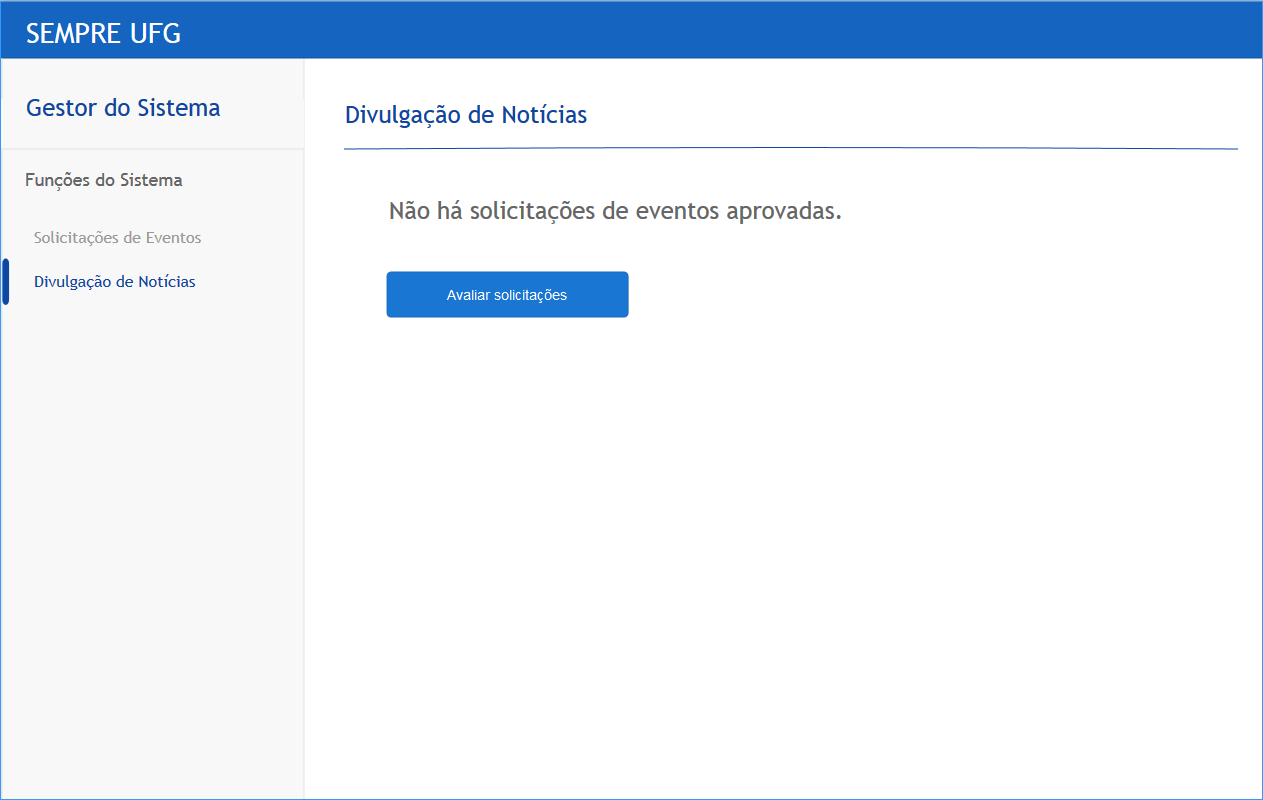 SEMPRE UFG
Gestor do Sistema
Funções do Sistema
Solicitações de Eventos
Divulgação de Notícias
Divulgação de Notícias
Não há solicitações de eventos aprovadas.
Avaliar solicitações